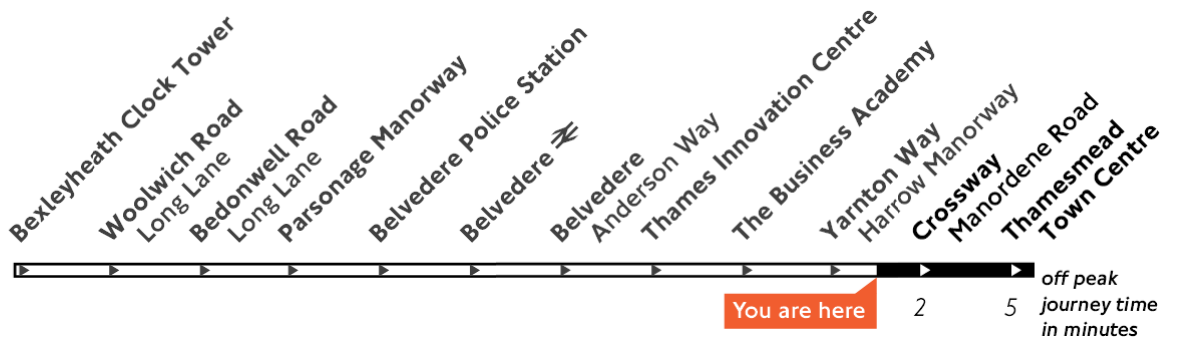 Bexleyheath Clock Tower
Woolwich Road
Long Lane
Bedonwell Road
Long Lane
Parsonage Manorway
Belvedere Police Station
Belvedere
Belvedere
Anderson Way
Thames Innovation Centre
The Business Academy
Yarnton Way
Harrow Manorway
Crossway
Manordene Road
Thamesmead
Town Centre
You are here
2
5
off peak
journey time
in minutes